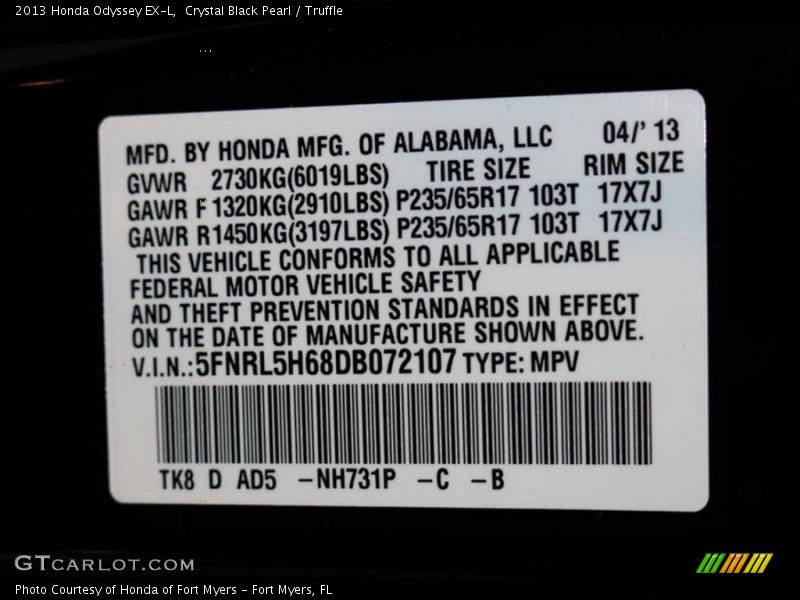 2013 Honda Odyssey EX-L,  Crystal Black Pearl / Truffle
MFD. BY HONDA MFG. OF ALABAMA, LLC 04/' 13
GVWR 2730KG(6019LBS) TIRE SIZE RIM SIZE
GAWR F 1320KG(2910LBS) P235/65R17 103T 17X7J
GAWR R1450KG(3197LBS) P235/65R17 103T 17X7J
THIS VEHICLE CONFORMS TO ALL APPLICABLE
FEDERAL MOTOR VEHICLE SAFETY
AND THEFT PREVENTION STANDARDS IN EFFECT
ON THE DATE OF MANUFACTURE SHOWN ABOVE.
V.I.N.:5FNRL5H68DB072107 TYPE: MPV
TK8 D AD5 -NH731P -C -B
GTCARLOT.COM
Photo Courtesy of Honda of Fort Myers - Fort Myers, FL